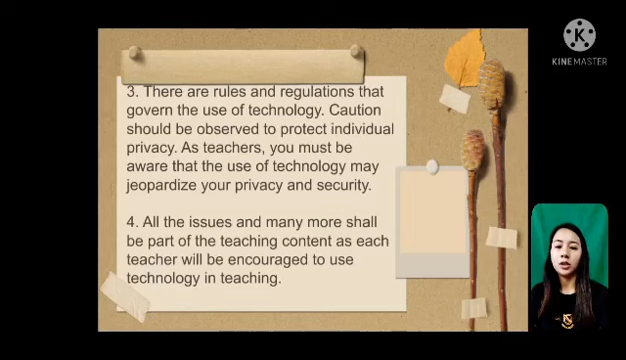 KINEMASTER
3. There are rules and regulations that
govern the use of technology. Caution
should be observed to protect individual
privacy. As teachers, you must be
aware that the use of technology may
jeopardize your privacy and security.
4. All the issues and many more shall
be part of the teaching content as each
teacher will be encouraged to use
technology in teaching.